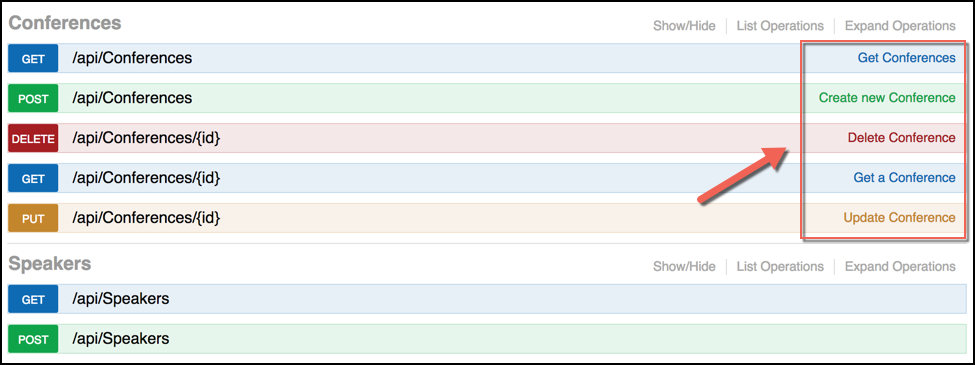 Conferences Show/Hide List Operations Expand Operations
GET /api/Conferences Get Conferences
POST /api/Conferences Create new Conference
DELETE /api/Conferences/{id} Delete Conference
GET /api/Conferences/{id} Get a Conference
PUT /api/Conferences/{id} Update Conference
Speakers Show/Hide List Operations Expand Operations
GET /api/Speakers
POST /api/Speakers